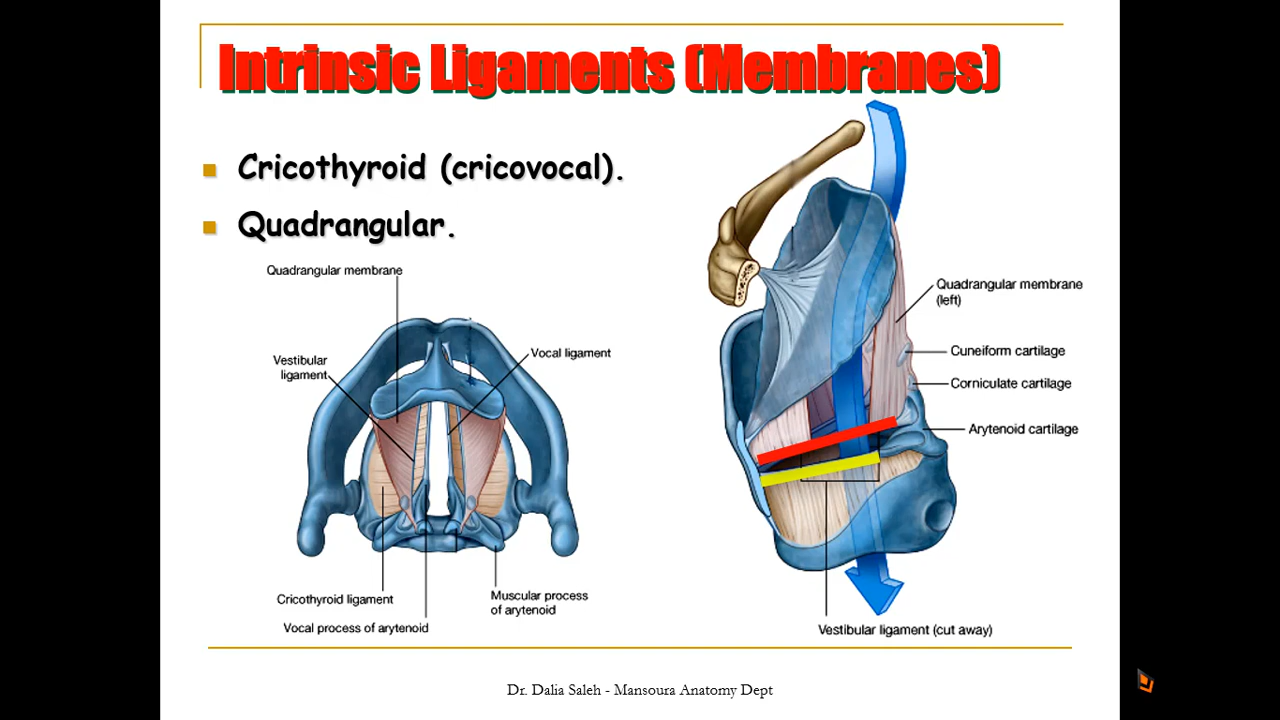 Intrinsic Ligaments (Membranes)
Cricothyroid (cricovocal).
Quadrangular.
Quadrangular membrane
Vestibular
ligament
Vocal ligament
Cricothyroid ligament
Vocal process of arytenoid
Muscular process
of arytenoid
Quadrangular membrane
(left)
Cuneiform cartilage
Corniculate cartilage
Arytenoid cartilage
Vestibular ligament (cut away)
Dr. Dalia Saleh - Mansoura Anatomy Dept